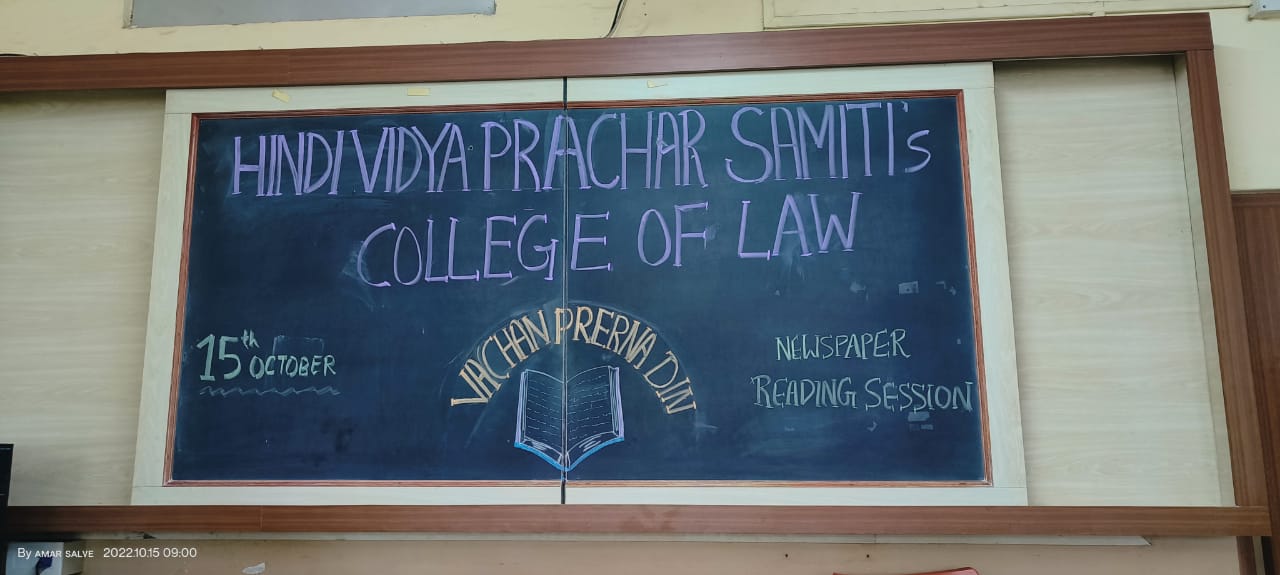 HINDI VIDYA PRACHAR SAMITI's
COLLEGE OF LAW
15th OCTOBER
VACHAN PRERNA DIN
NEWSPAPER
READING SESSION
By AMAR SALVE 2022.10.15 09:00